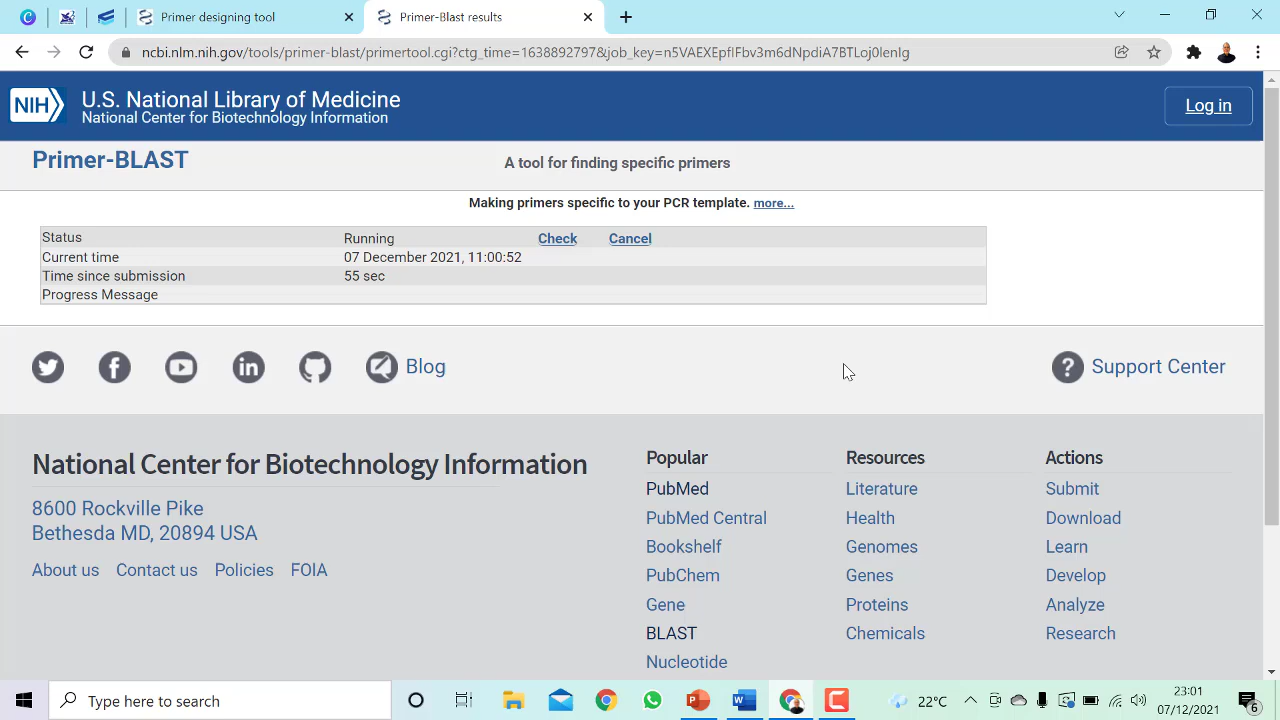 Primer designing tool
Primer-Blast results
ncbi.nlm.nih.gov/tools/primer-blast/primertool.cgi?ctg_time=1638892797&job_key=n5VAEXEpfIFbv3m6dNpdiA7BTLoj0lenIg
NIH
U.S. National Library of Medicine
National Center for Biotechnology Information
Log in
Primer-BLAST
A tool for finding specific primers
Making primers specific to your PCR template. more...
Status Running Check Cancel
Current time 07 December 2021, 11:00:52
Time since submission 55 sec
Progress Message
Blog
Support Center
National Center for Biotechnology Information
8600 Rockville Pike
Bethesda MD, 20894 USA
About us Contact us Policies FOIA
Popular
PubMed
PubMed Central
Bookshelf
PubChem
Gene
BLAST
Nucleotide
Resources
Literature
Health
Genomes
Genes
Proteins
Chemicals
Actions
Submit
Download
Learn
Develop
Analyze
Research
Type here to search
22°C
23:01
07/12/2021
6